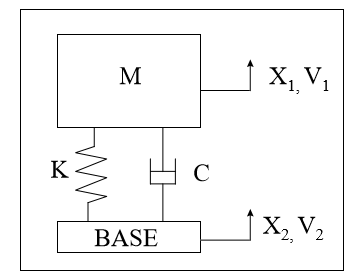 M
X₁, V₁
K
C
BASE
X₂, V₂